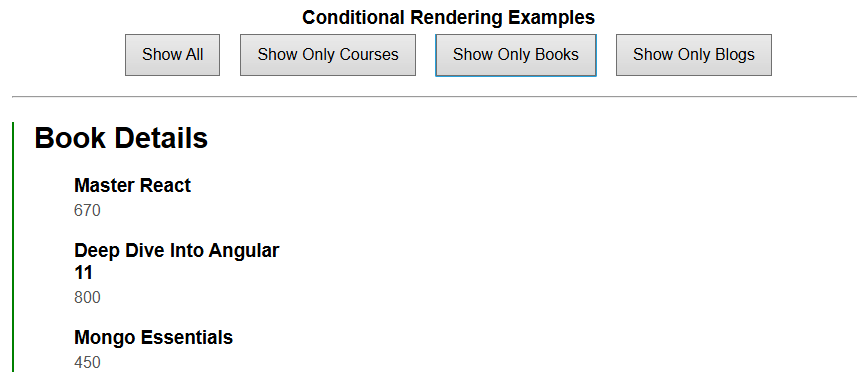 Conditional Rendering Examples
Show All Show Only Courses Show Only Books Show Only Blogs
Book Details
Master React
670
Deep Dive Into Angular
11
800
Mongo Essentials
450